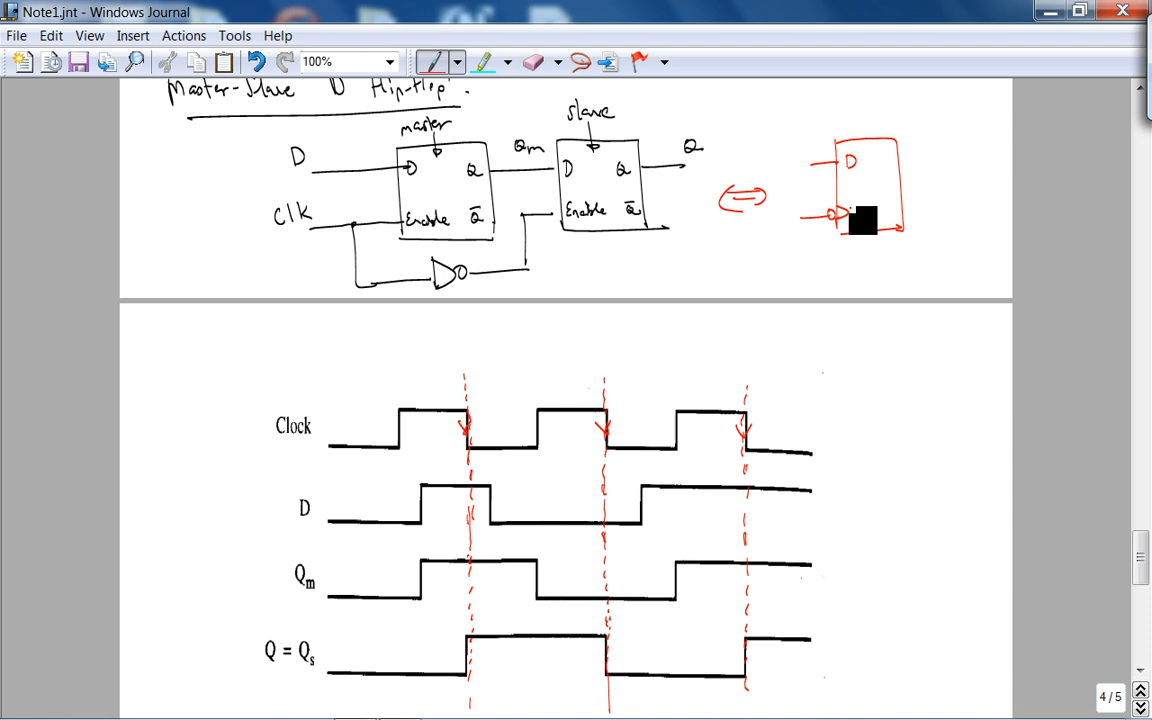 Note1.jnt - Windows Journal
File Edit View Insert Actions Tools Help
100%
Master-Slave D Flip-Flop.
master
slave
D
D Q
Qm
D Q
Q
Clk
Enable Q̅
Enable Q̅
D
Clock
D
Qm
Q = Qs
4 / 5